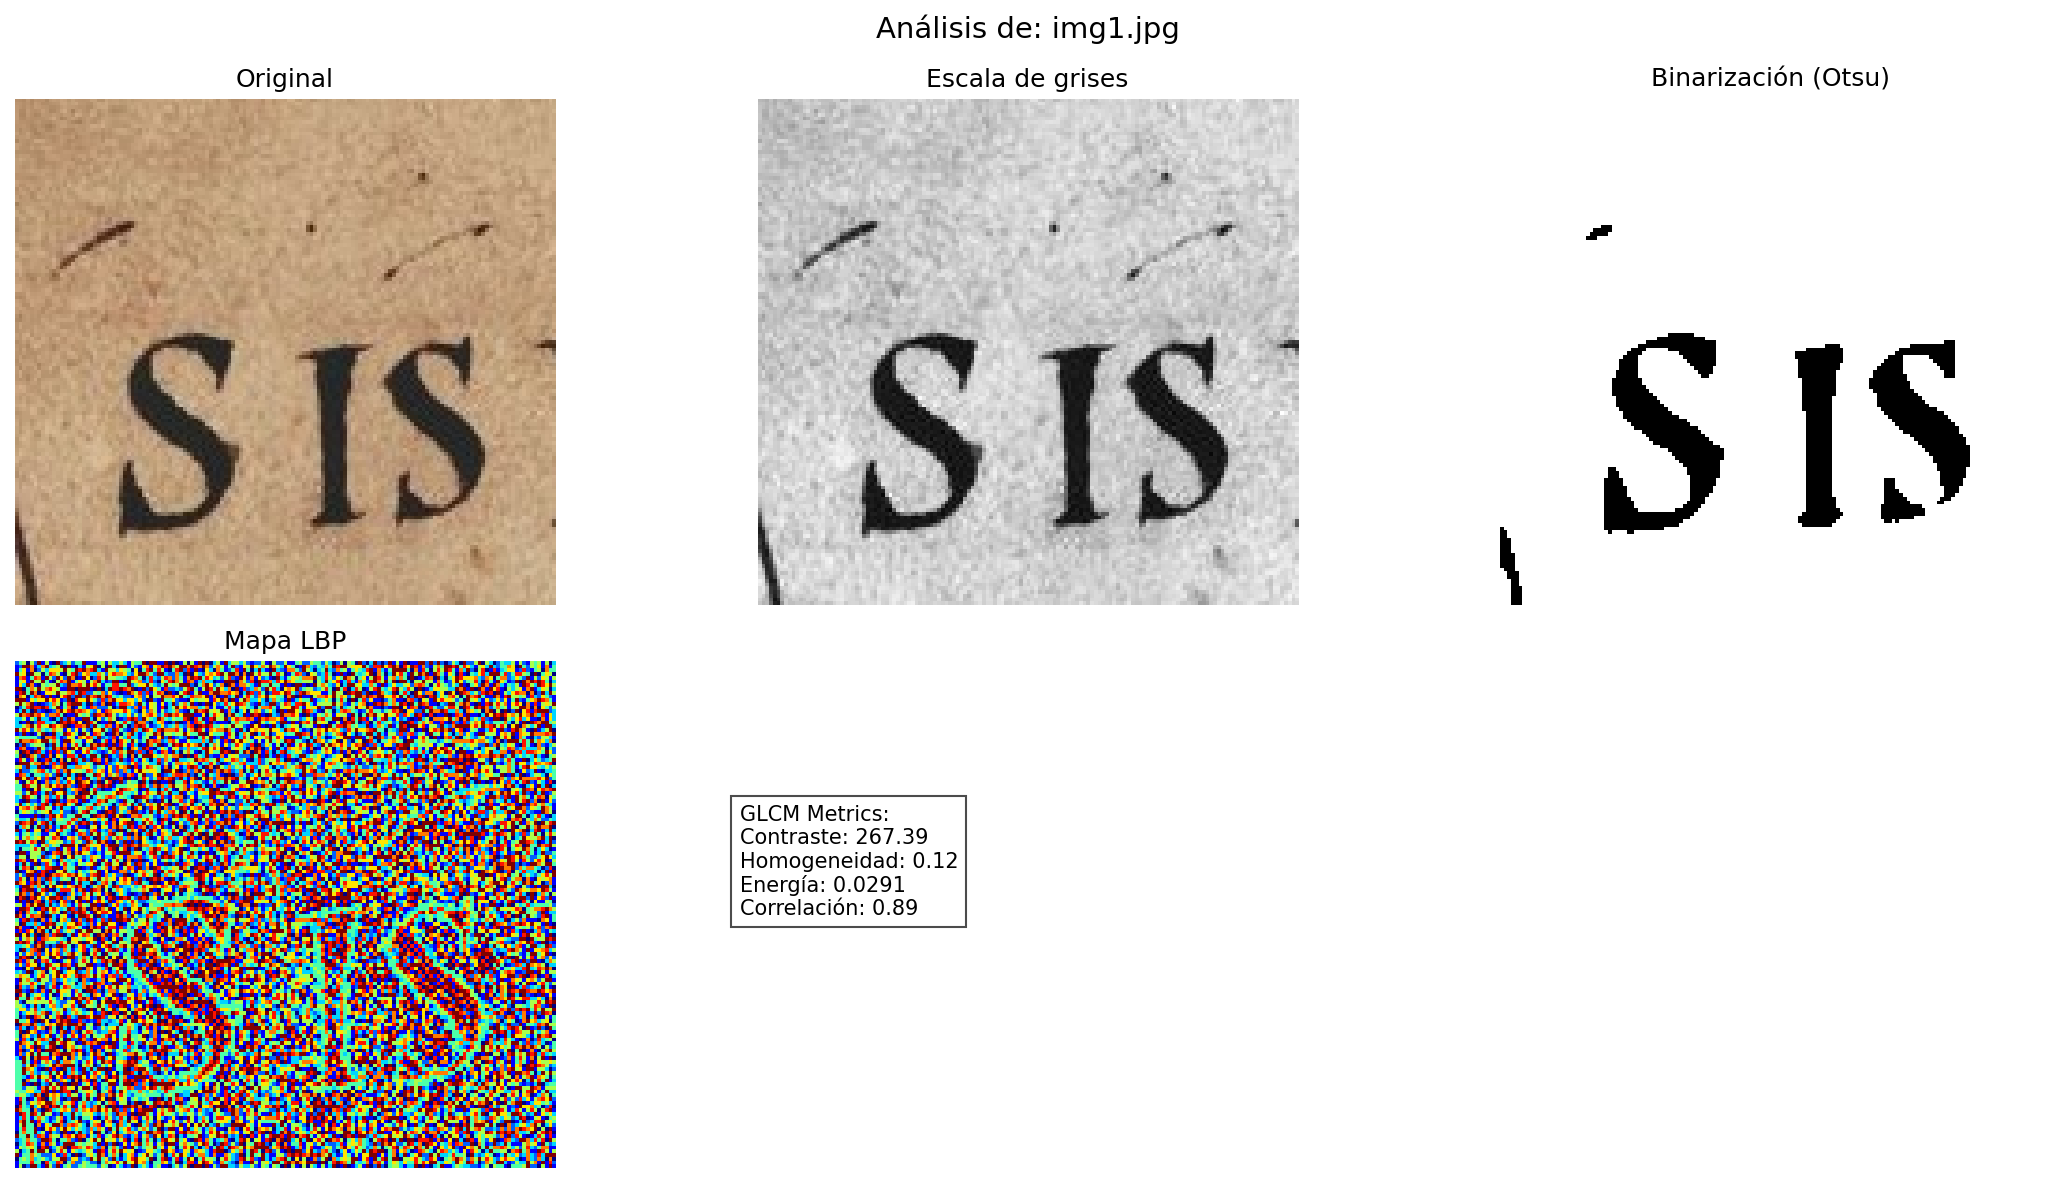 Análisis de: img1.jpg
Original
Escala de grises
Binarización (Otsu)
S IS
S IS
S IS
Mapa LBP
S IS
GLCM Metrics:
Contraste: 267.39
Homogeneidad: 0.12
Energía: 0.0291
Correlación: 0.89